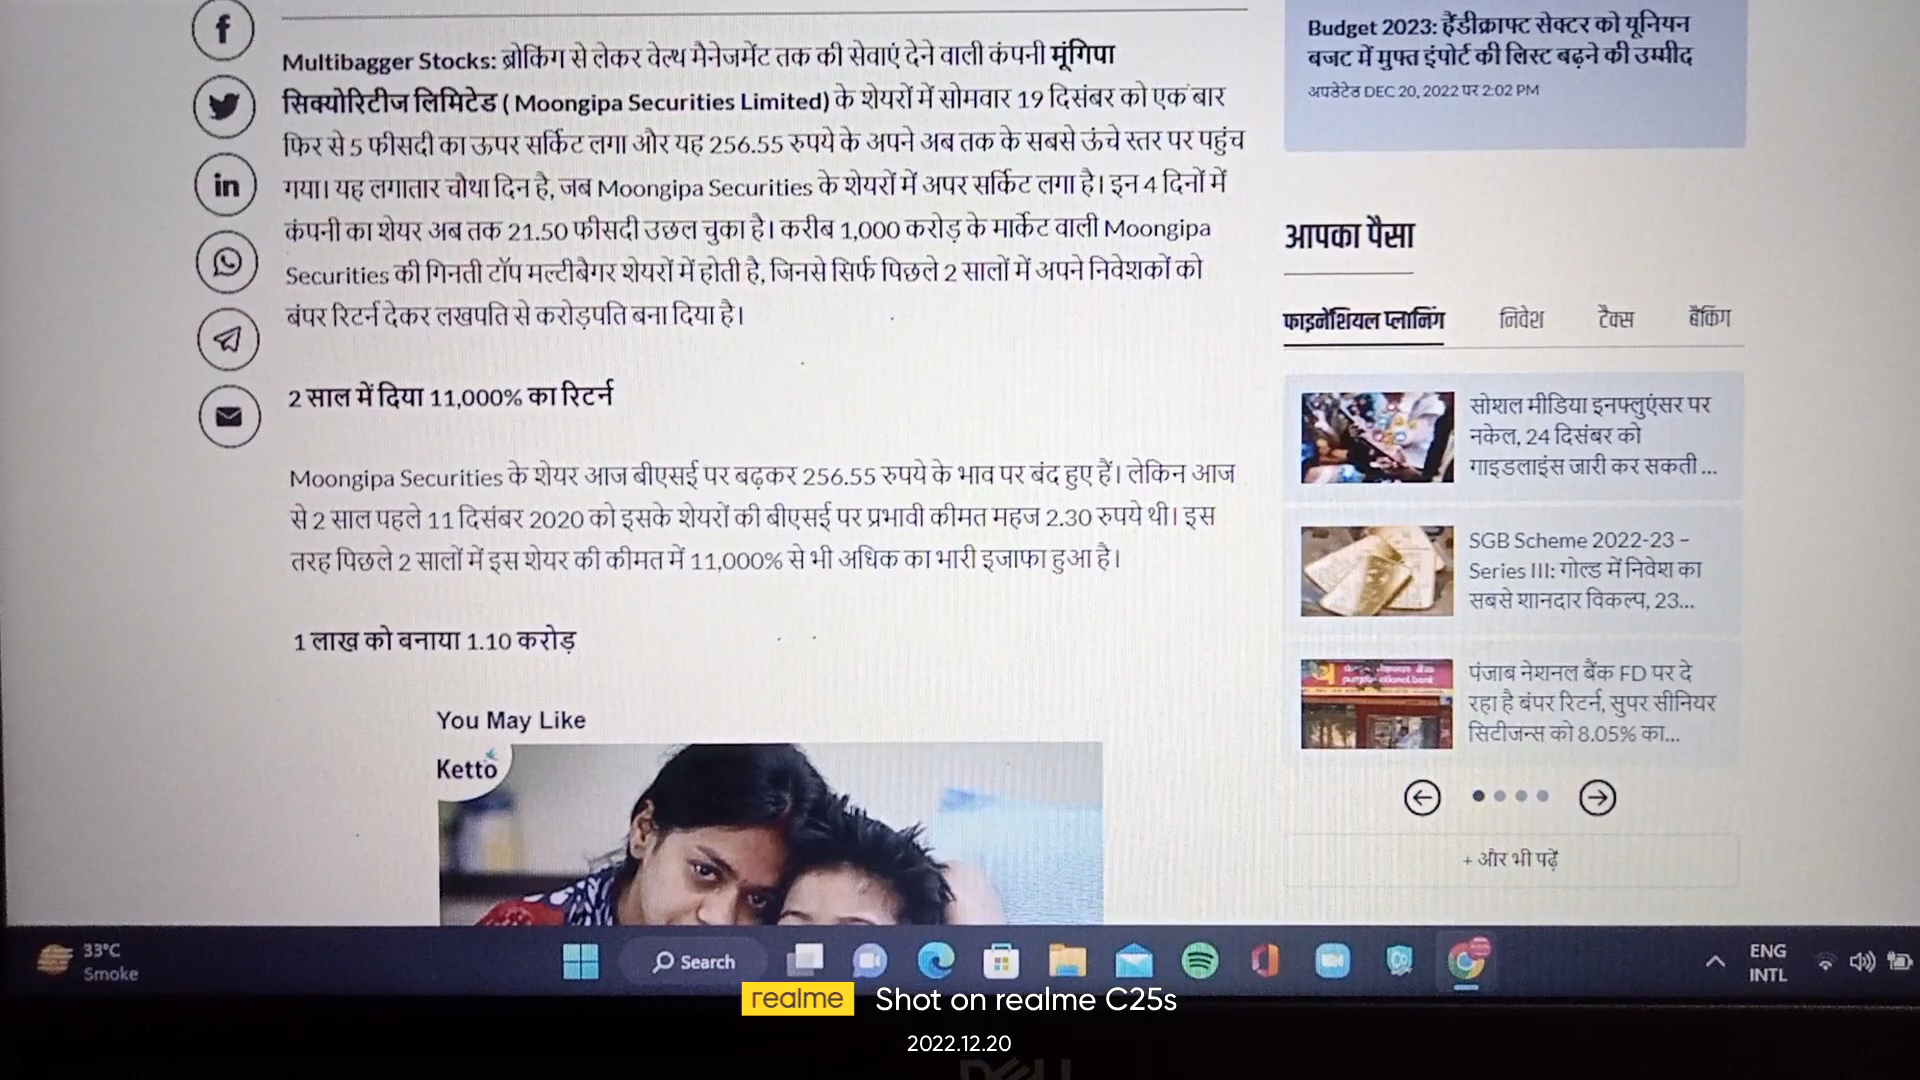 Multibagger Stocks: ब्रोकिंग से लेकर वेल्थ मैनेजमेंट तक की सेवाएं देने वाली कंपनी मूंगिपा
सिक्योरिटीज लिमिटेड ( Moongipa Securities Limited) के शेयरों में सोमवार 19 दिसंबर को एक बार
फिर से 5 फीसदी का ऊपर सर्किट लगा और यह 256.55 रुपये के अपने अब तक के सबसे ऊंचे स्तर पर पहुंच
गया। यह लगातार चौथा दिन है, जब Moongipa Securities के शेयरों में अपर सर्किट लगा है। इन 4 दिनों में
कंपनी का शेयर अब तक 21.50 फीसदी उछल चुका है। करीब 1,000 करोड़ के मार्केट वाली Moongipa
Securities की गिनती टॉप मल्टीबैगर शेयरों में होती है, जिनसे सिर्फ पिछले 2 सालों में अपने निवेशकों को
बंपर रिटर्न देकर लखपति से करोड़पति बना दिया है।
2 साल में दिया 11,000% का रिटर्न
Moongipa Securities के शेयर आज बीएसई पर बढ़कर 256.55 रुपये के भाव पर बंद हुए हैं। लेकिन आज
से 2 साल पहले 11 दिसंबर 2020 को इसके शेयरों की बीएसई पर प्रभावी कीमत महज 2.30 रुपये थी। इस
तरह पिछले 2 सालों में इस शेयर की कीमत में 11,000% से भी अधिक का भारी इजाफा हुआ है।
1 लाख को बनाया 1.10 करोड़
You May Like
Ketto
Budget 2023: हैंडीक्राफ्ट सेक्टर को यूनियन
बजट में मुफ्त इंपोर्ट की लिस्ट बढ़ने की उम्मीद
अपडेटेड DEC 20, 2022 पर 2:02 PM
आपका पैसा
फाइनेंशियल प्लानिंग निवेश टैक्स बैंकिंग
सोशल मीडिया इनफ्लुएंसर पर
नकेल, 24 दिसंबर को
गाइडलाइंस जारी कर सकती ...
SGB Scheme 2022-23 –
Series III: गोल्ड में निवेश का
सबसे शानदार विकल्प, 23...
पंजाब नेशनल बैंक FD पर दे
रहा है बंपर रिटर्न, सुपर सीनियर
सिटीजन्स को 8.05% का...
+ और भी पढ़ें
33°C
Smoke
Search
ENG
INTL
realme Shot on realme C25s
2022.12.20